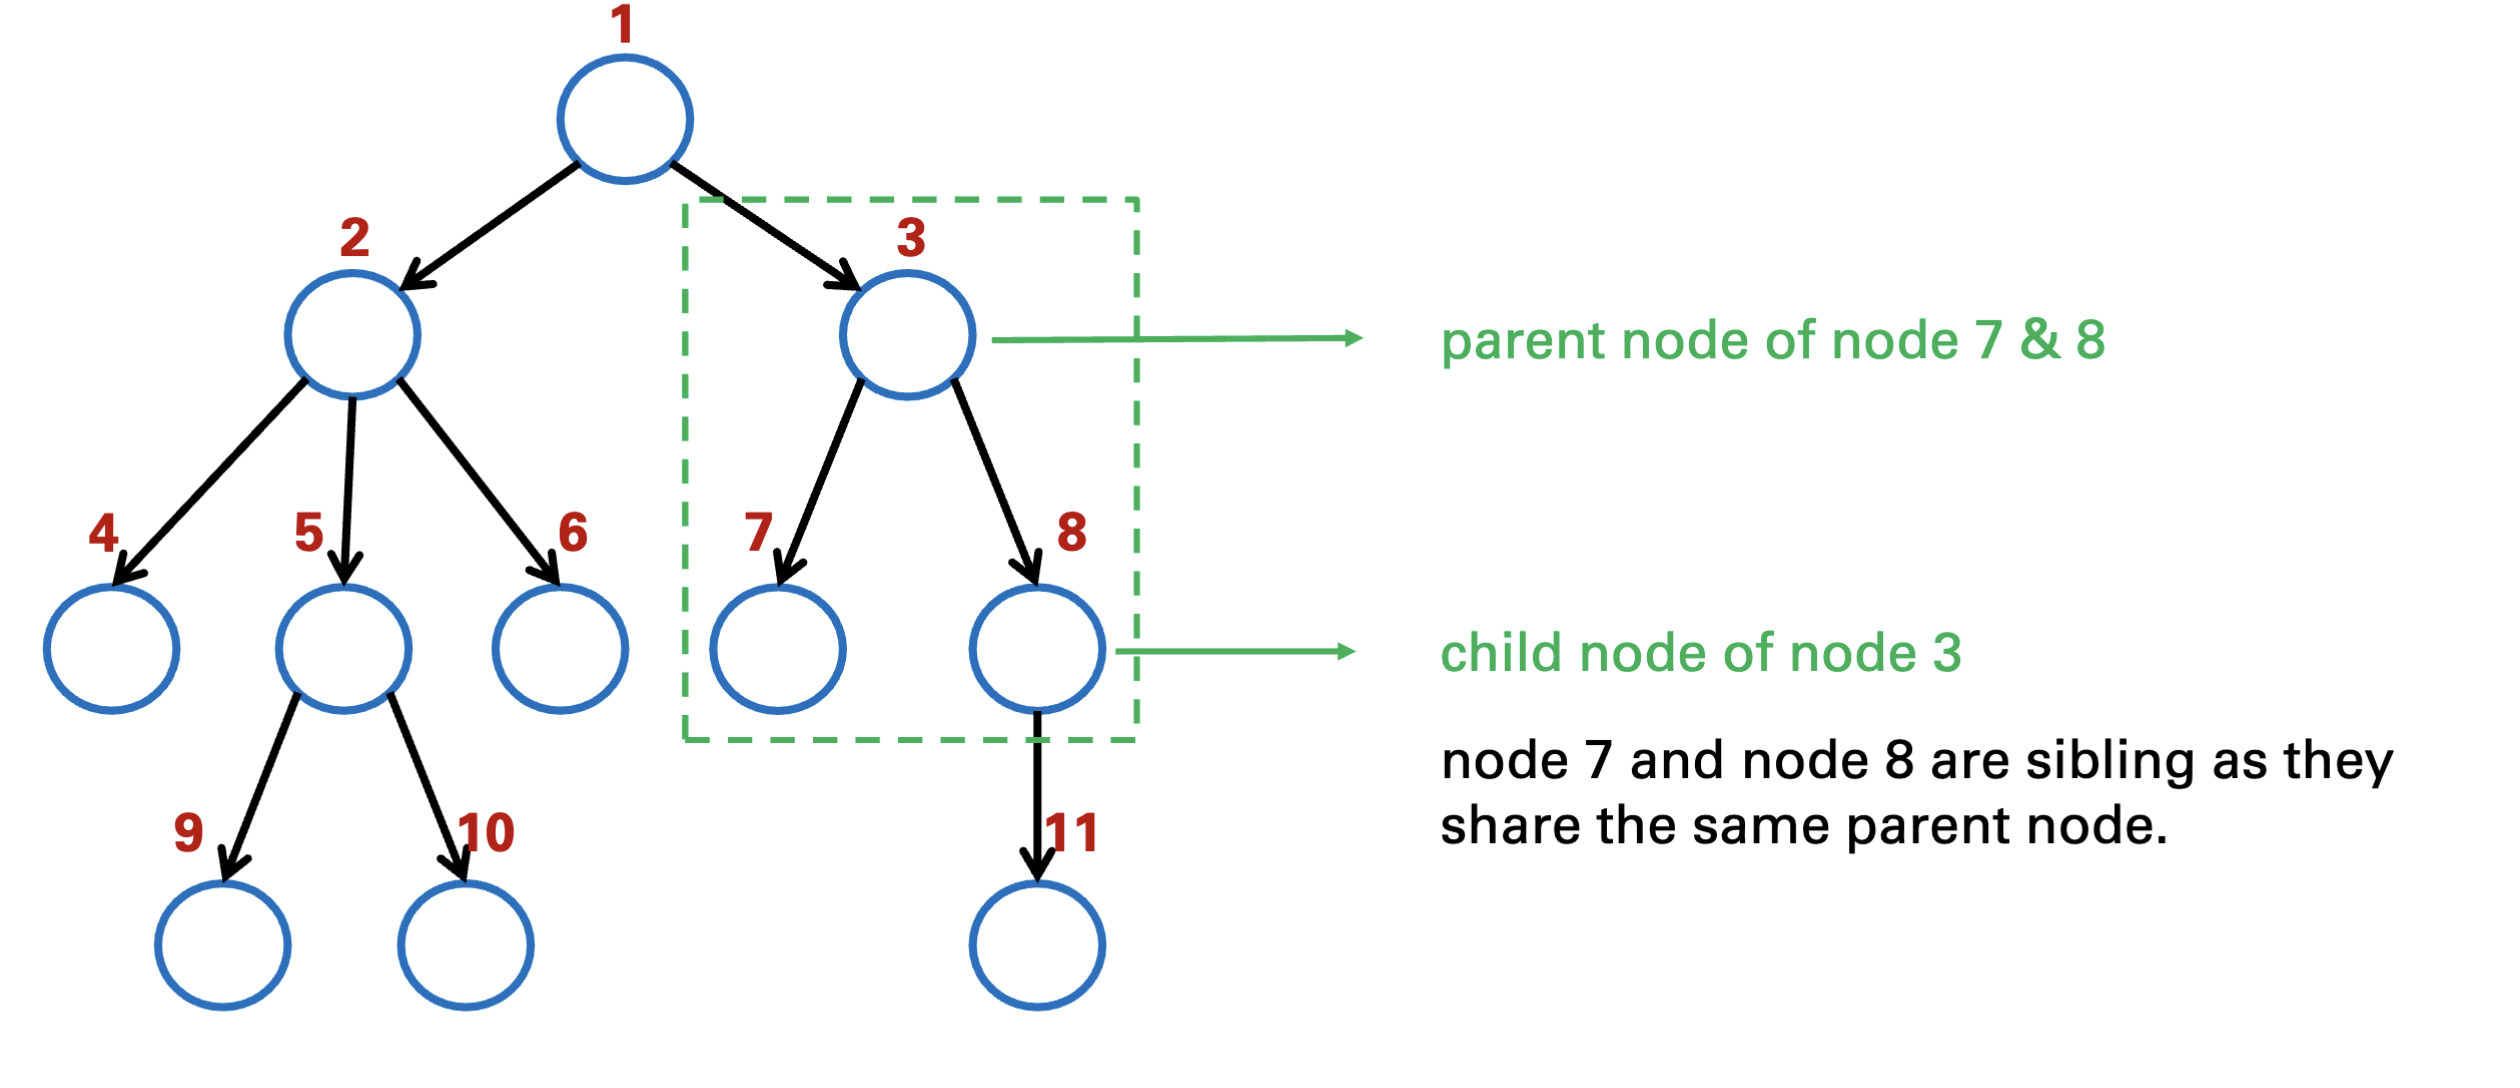 1
2
3
parent node of node 7 & 8
4
5
6
7
8
child node of node 3
node 7 and node 8 are sibling as they
share the same parent node.
9
10
11